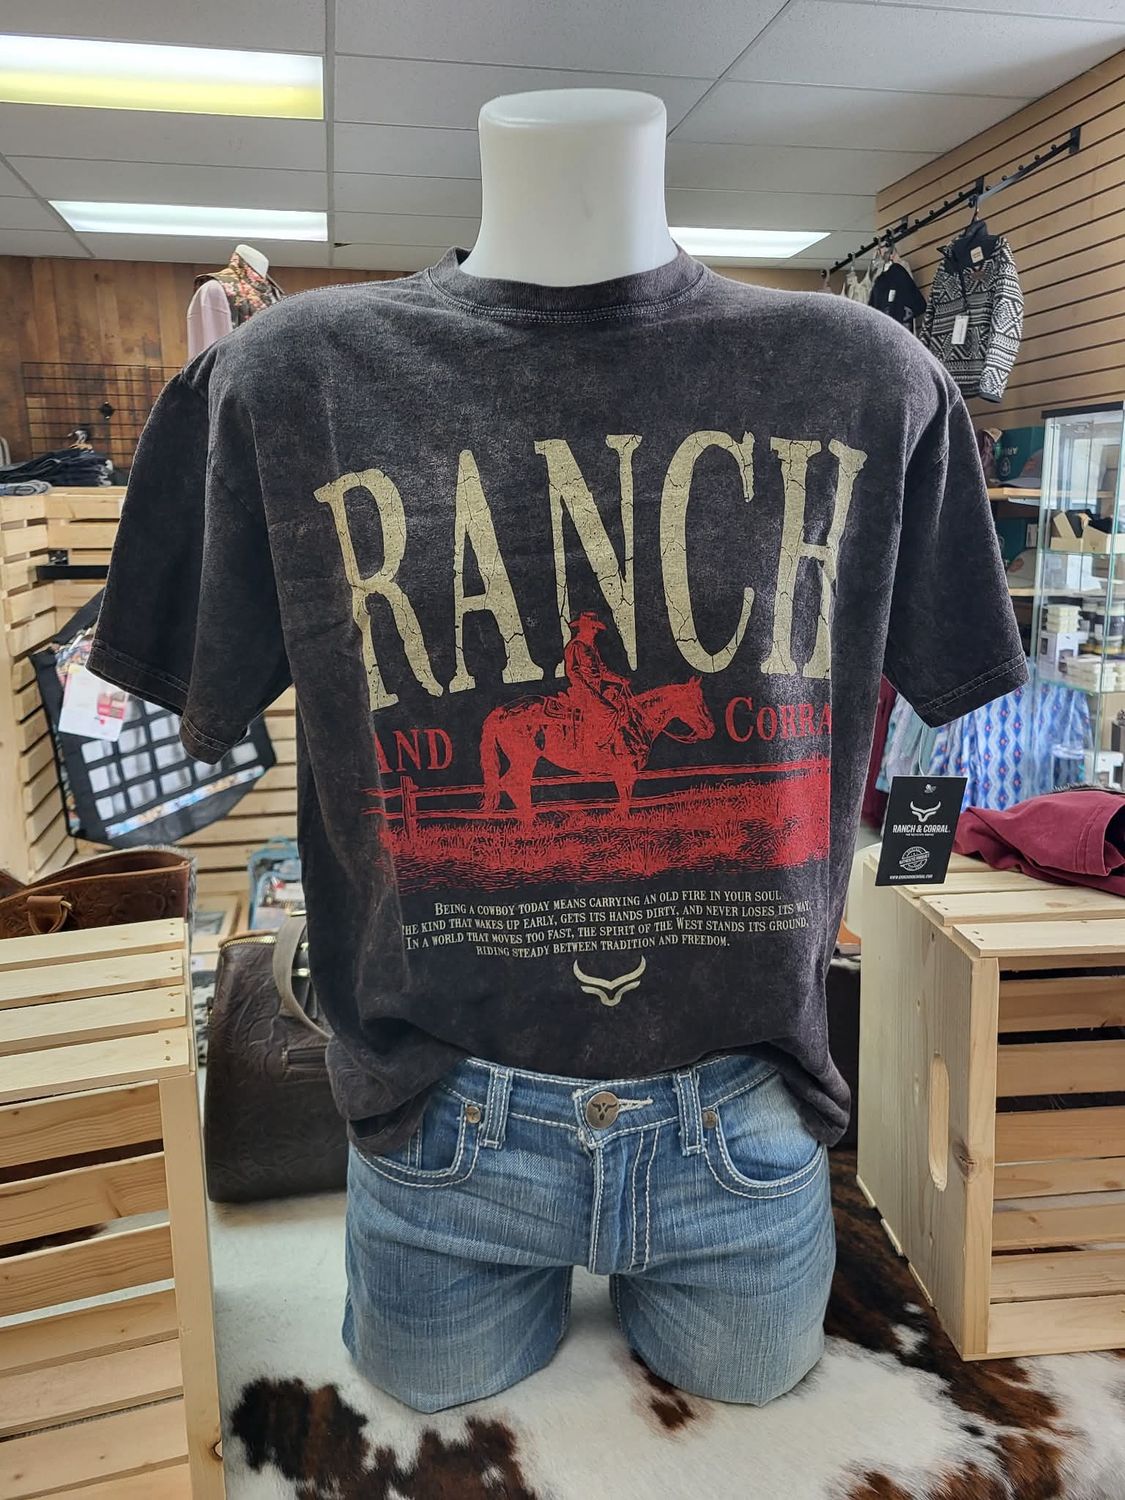 RANCH
AND CORRA
BEING A COWBOY TODAY MEANS CARRYING AN OLD FIRE IN YOUR SOUL
HE KIND THAT WAKES UP EARLY, GETS ITS HANDS DIRTY, AND NEVER LOSES ITS WAY.
IN A WORLD THAT MOVES TOO FAST, THE SPIRIT OF THE WEST STANDS ITS GROUND,
RIDING STEADY BETWEEN TRADITION AND FREEDOM.
RANCH & CORRAL